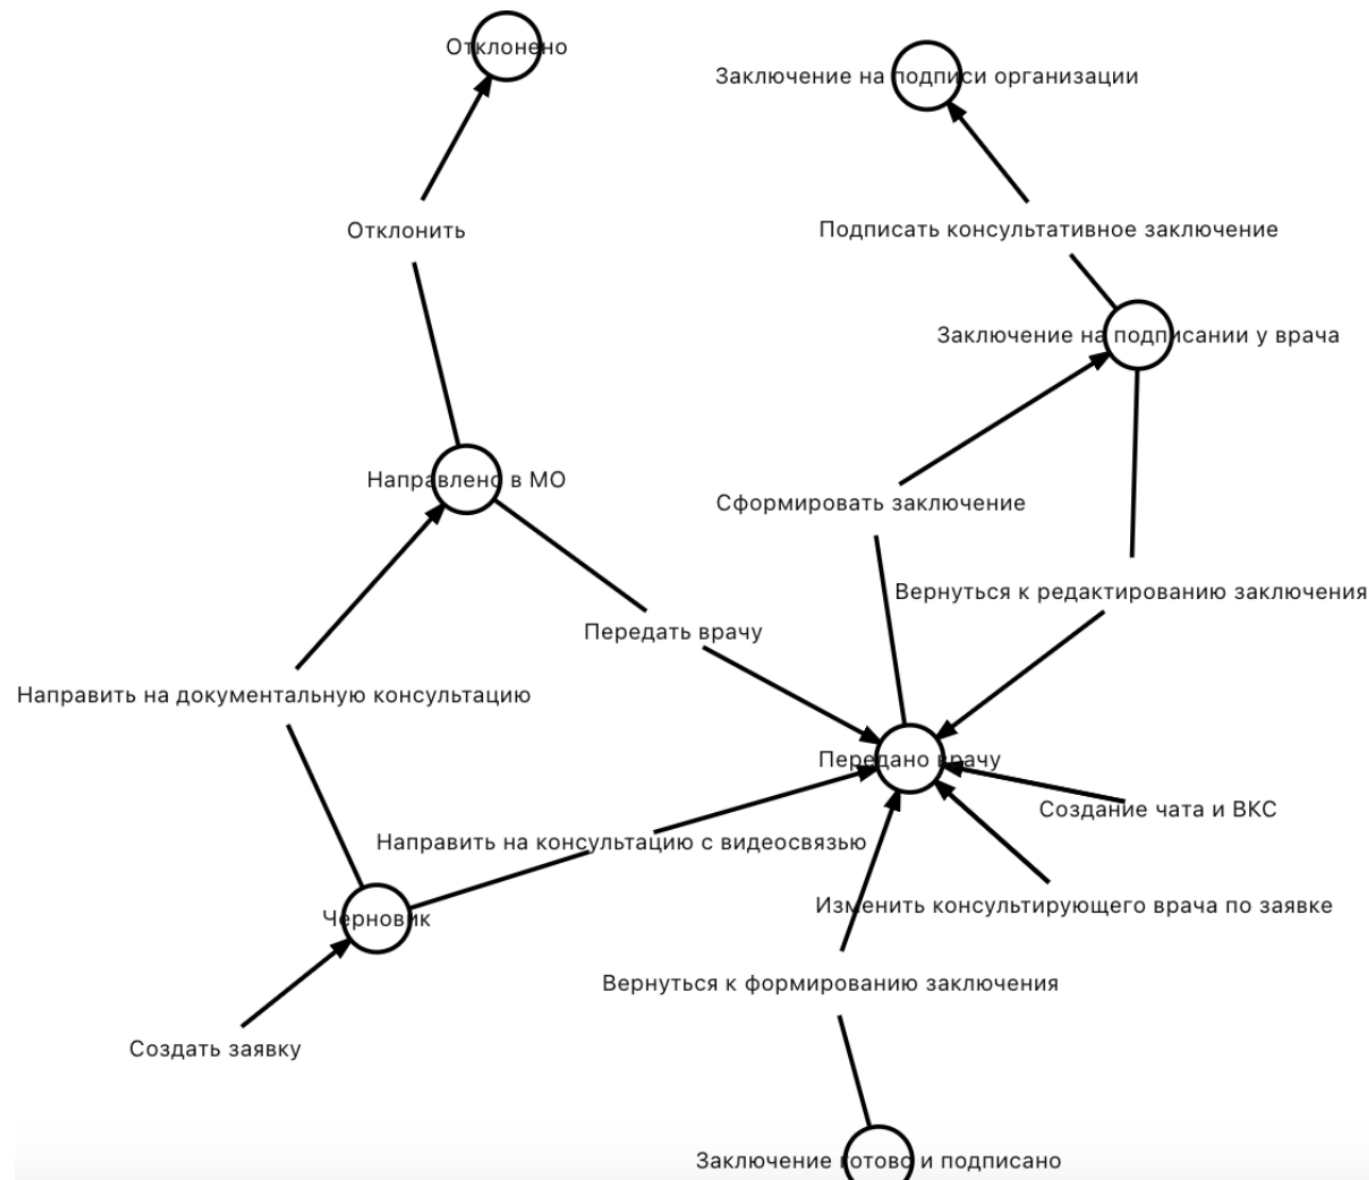 Отклонено
Заключение на подписи организации
Отклонить
Подписать консультативное заключение
Заключение на подписании у врача
Направлено в МО
Сформировать заключение
Вернуться к редактированию заключения
Передать врачу
Направить на документальную консультацию
Передано врачу
Создание чата и ВКС
Направить на консультацию с видеосвязью
Изменить консультирующего врача по заявке
Черновик
Вернуться к формированию заключения
Создать заявку
Заключение готово и подписано